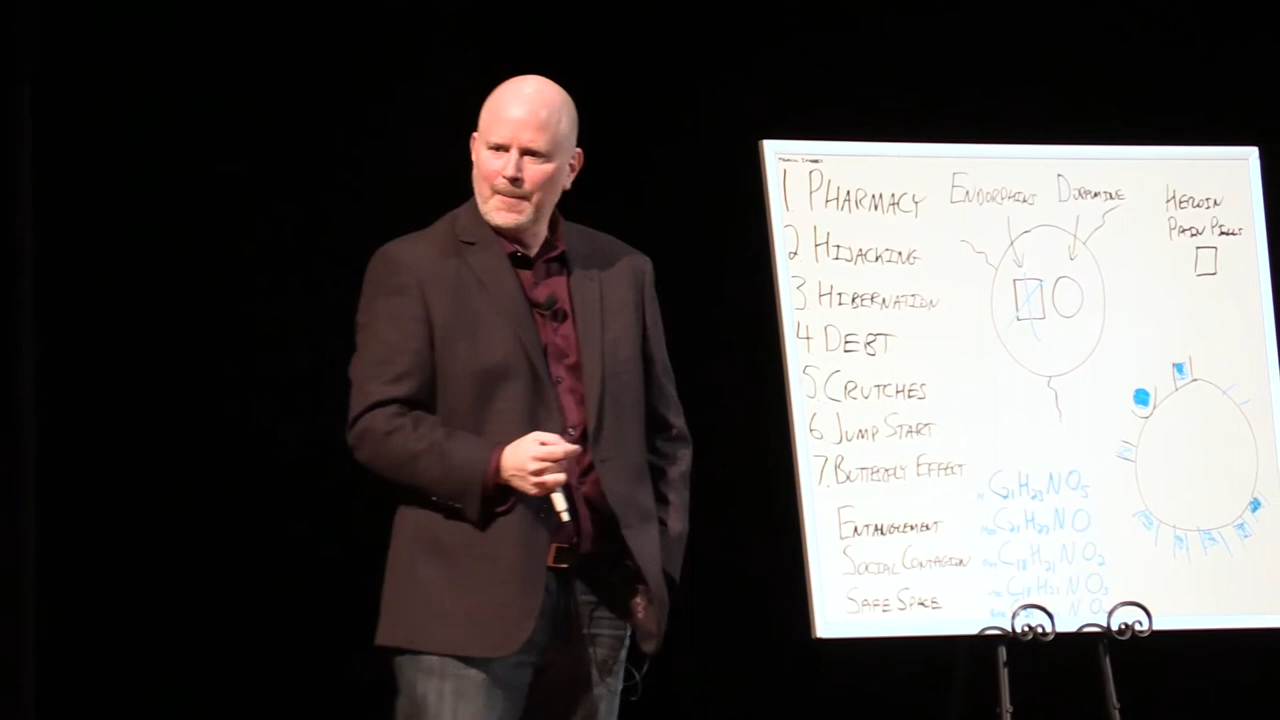 1 PHARMACY
ENDORPHINS DOPAMINE
HEROIN
PAIN PILLS
2. HIJACKING
3. HIBERNATION
4 DEBT
5. CRUTCHES
6. JUMP START
7. BUTTERFLY EFFECT
C21H23NO5
ENTANGLEMENT
C21H27NO
SOCIAL CONTAGION
C18H21NO3
SAFE SPACE